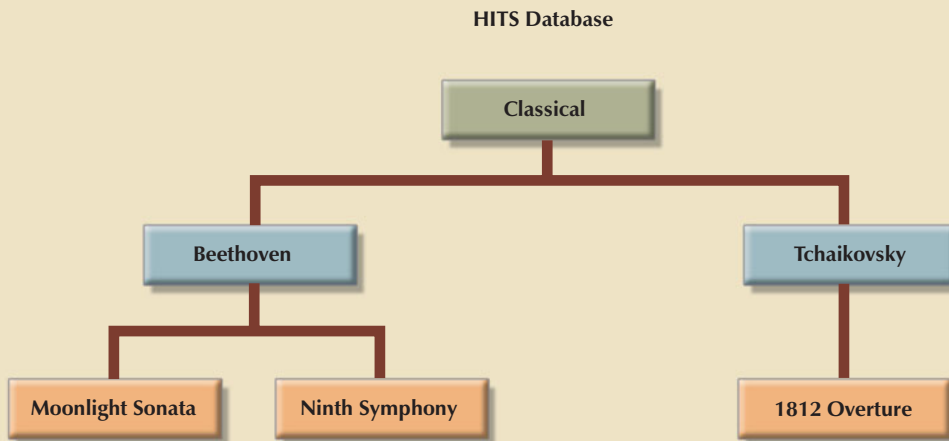 HITS Database
Classical
Beethoven
Tchaikovsky
Moonlight Sonata
Ninth Symphony
1812 Overture